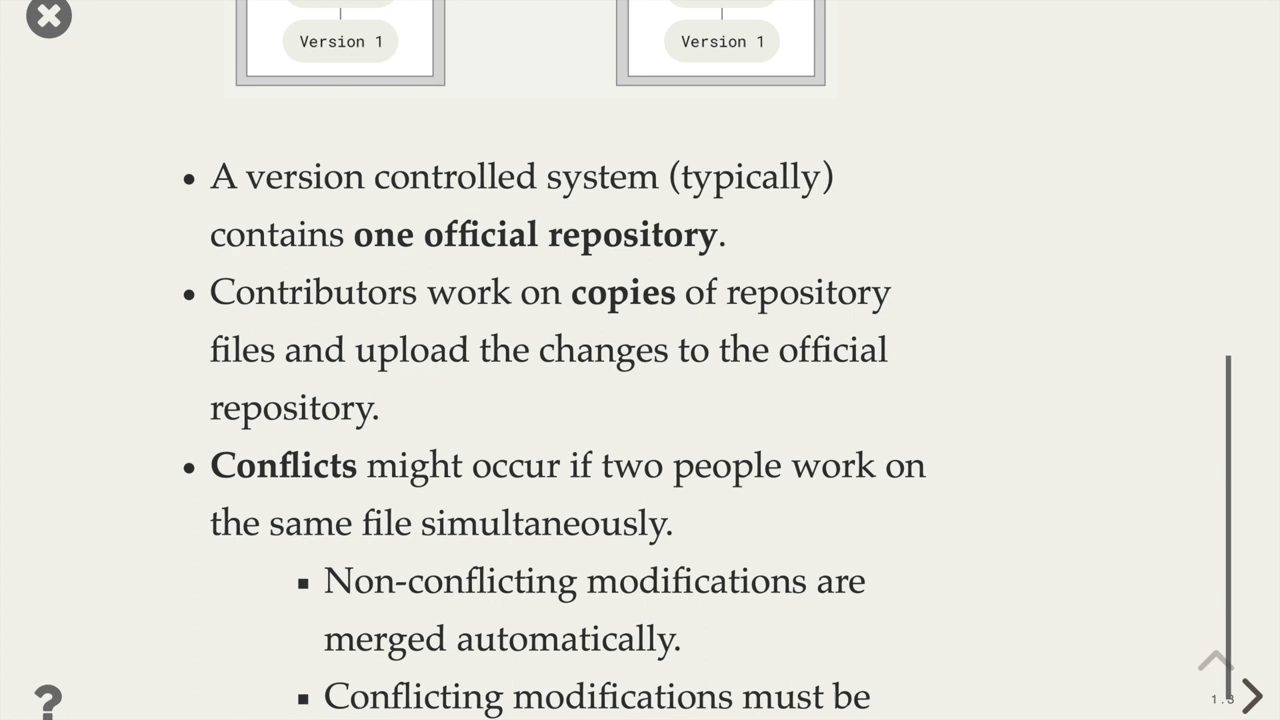 Version 1
Version 1
• A version controlled system (typically)
contains one official repository.
• Contributors work on copies of repository
files and upload the changes to the official
repository.
• Conflicts might occur if two people work on
the same file simultaneously.
▪ Non-conflicting modifications are
merged automatically.
▪ Conflicting modifications must be
?